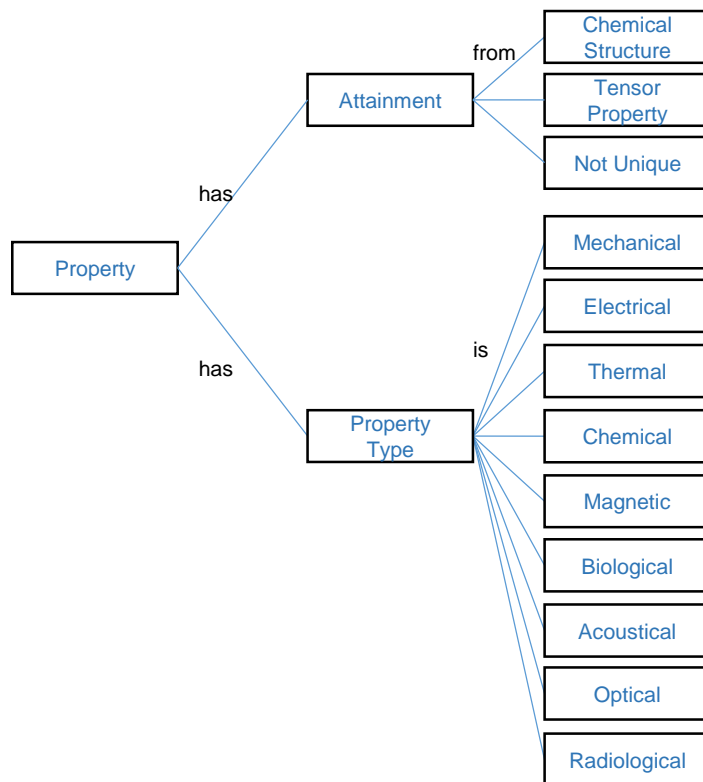 Chemical
Structure
from
Tensor
Property
Attainment
Not Unique
has
Mechanical
Property
Electrical
is
Thermal
has
Property
Type
Chemical
Magnetic
Biological
Acoustical
Optical
Radiological